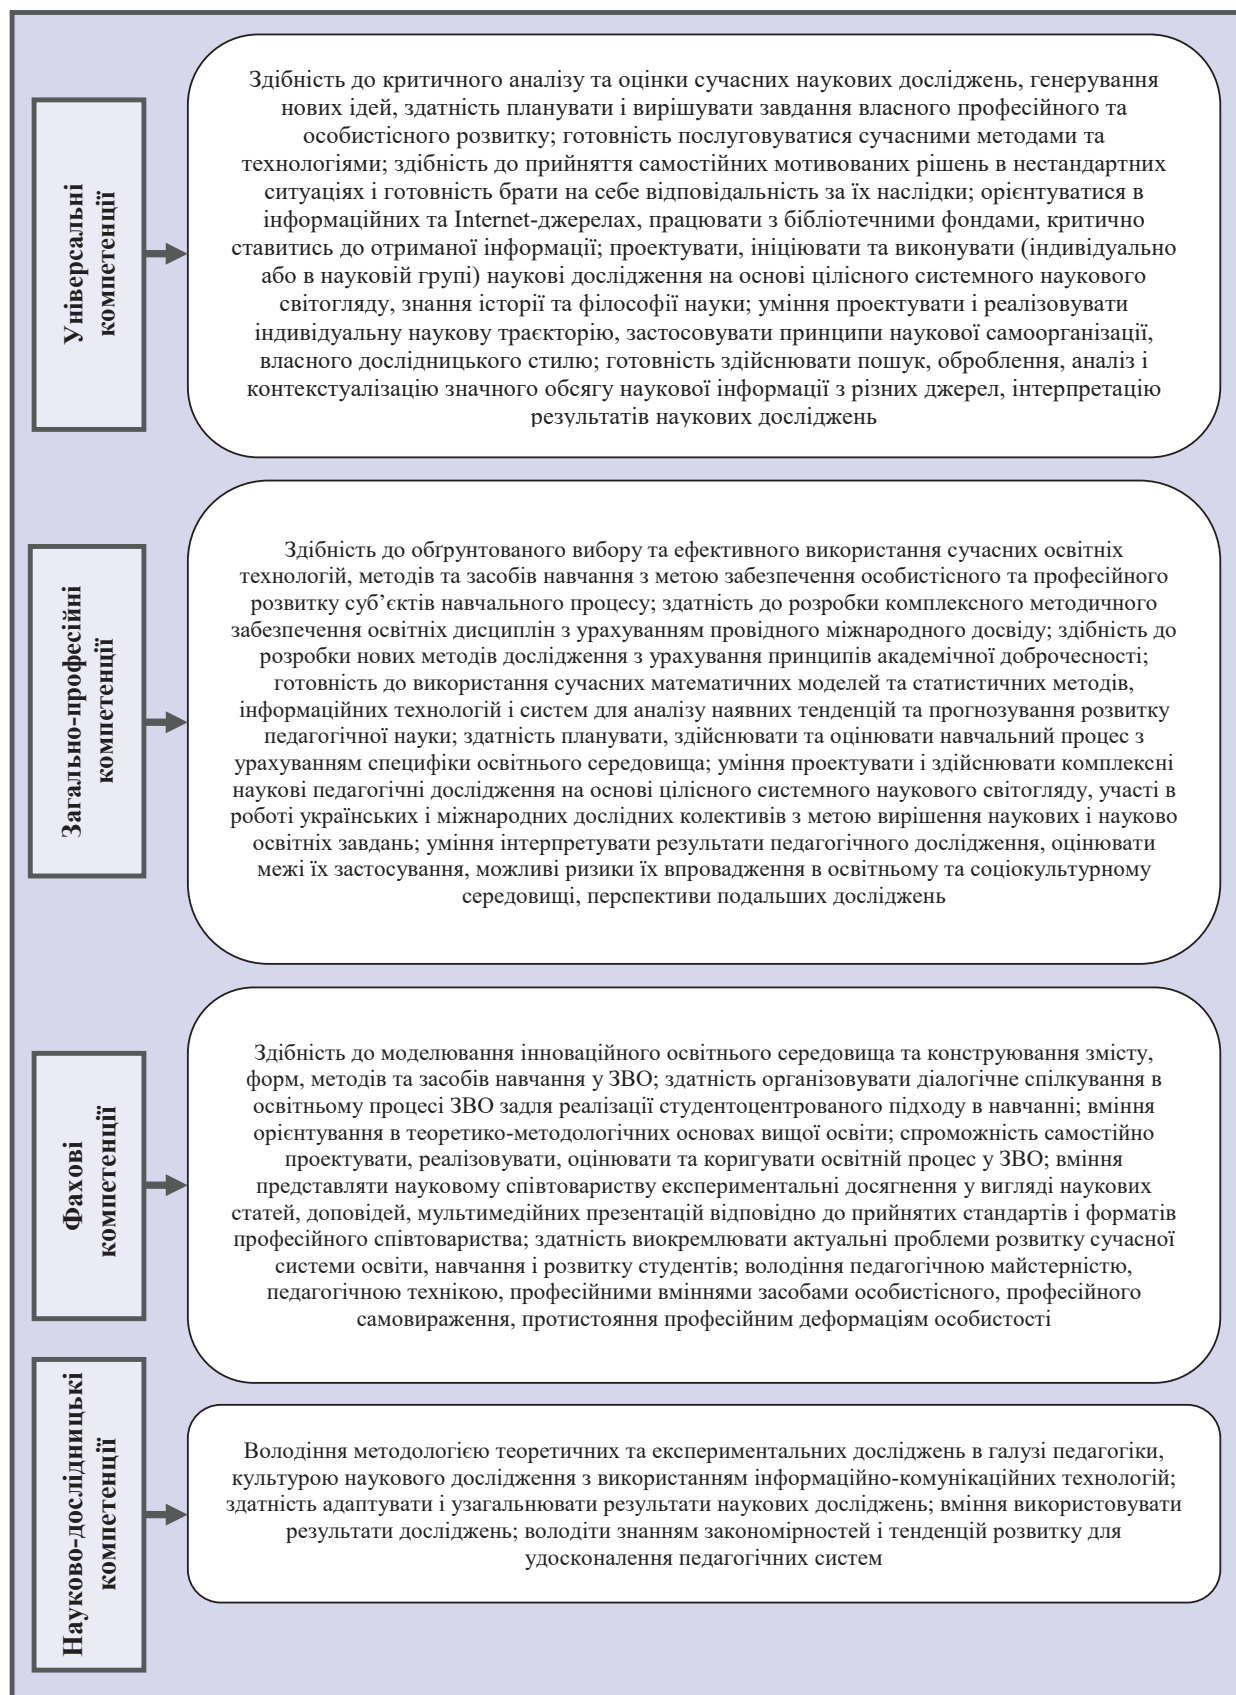 Універсальні
компетенції
Здібність до критичного аналізу та оцінки сучасних наукових досліджень, генерування
нових ідей, здатність планувати і вирішувати завдання власного професійного та
особистісного розвитку; готовність послуговуватися сучасними методами та
технологіями; здібність до прийняття самостійних мотивованих рішень в нестандартних
ситуаціях і готовність брати на себе відповідальність за їх наслідки; орієнтуватися в
інформаційних та Internet-джерелах, працювати з бібліотечними фондами, критично
ставитись до отриманої інформації; проектувати, ініціювати та виконувати (індивідуально
або в науковій групі) наукові дослідження на основі цілісного системного наукового
світогляду, знання історії та філософії науки; уміння проектувати і реалізовувати
індивідуальну наукову траєкторію, застосовувати принципи наукової самоорганізації,
власного дослідницького стилю; готовність здійснювати пошук, оброблення, аналіз і
контекстуалізацію значного обсягу наукової інформації з різних джерел, інтерпретацію
результатів наукових досліджень
Загально-професійні
компетенції
Здібність до обґрунтованого вибору та ефективного використання сучасних освітніх
технологій, методів та засобів навчання з метою забезпечення особистісного та професійного
розвитку суб’єктів навчального процесу; здатність до розробки комплексного методичного
забезпечення освітніх дисциплін з урахуванням провідного міжнародного досвіду; здібність до
розробки нових методів дослідження з урахування принципів академічної доброчесності;
готовність до використання сучасних математичних моделей та статистичних методів,
інформаційних технологій і систем для аналізу наявних тенденцій та прогнозування розвитку
педагогічної науки; здатність планувати, здійснювати та оцінювати навчальний процес з
урахуванням специфіки освітнього середовища; уміння проектувати і здійснювати комплексні
наукові педагогічні дослідження на основі цілісного системного наукового світогляду, участі в
роботі українських і міжнародних дослідних колективів з метою вирішення наукових і науково
освітніх завдань; уміння інтерпретувати результати педагогічного дослідження, оцінювати
межі їх застосування, можливі ризики їх впровадження в освітньому та соціокультурному
середовищі, перспективи подальших досліджень
Фахові
компетенції
Здібність до моделювання інноваційного освітнього середовища та конструювання змісту,
форм, методів та засобів навчання у ЗВО; здатність організовувати діалогічне спілкування в
освітньому процесі ЗВО задля реалізації студентоцентрованого підходу в навчанні; вміння
орієнтування в теоретико-методологічних основах вищої освіти; спроможність самостійно
проектувати, реалізовувати, оцінювати та коригувати освітній процес у ЗВО; вміння
представляти науковому співтовариству експериментальні досягнення у вигляді наукових
статей, доповідей, мультимедійних презентацій відповідно до прийнятих стандартів і форматів
професійного співтовариства; здатність виокремлювати актуальні проблеми розвитку сучасної
системи освіти, навчання і розвитку студентів; володіння педагогічною майстерністю,
педагогічною технікою, професійними вміннями засобами особистісного, професійного
самовираження, протистояння професійним деформаціям особистості
Науково-дослідницькі
компетенції
Володіння методологією теоретичних та експериментальних досліджень в галузі педагогіки,
культурою наукового дослідження з використанням інформаційно-комунікаційних технологій;
здатність адаптувати і узагальнювати результати наукових досліджень; вміння використовувати
результати досліджень; володіти знанням закономірностей і тенденцій розвитку для
удосконалення педагогічних систем